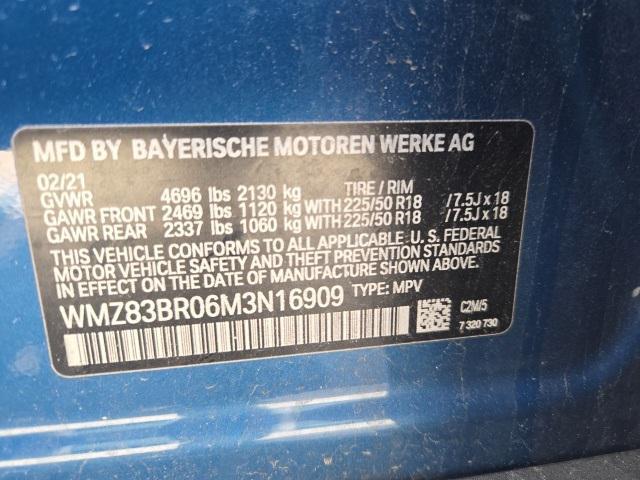 MFD BY BAYERISCHE MOTOREN WERKE AG
02/21 TIRE / RIM
GVWR 4696 lbs 2130 kg
GAWR FRONT 2469 lbs 1120 kg WITH 225/50 R18 / 7.5J x 18
GAWR REAR 2337 lbs 1060 kg WITH 225/50 R18 / 7.5J x 18
THIS VEHICLE CONFORMS TO ALL APPLICABLE U. S. FEDERAL
MOTOR VEHICLE SAFETY AND THEFT PREVENTION STANDARDS
IN EFFECT ON THE DATE OF MANUFACTURE SHOWN ABOVE.
WMZ83BR06M3N16909 TYPE: MPV
C2M/5
7 320 730